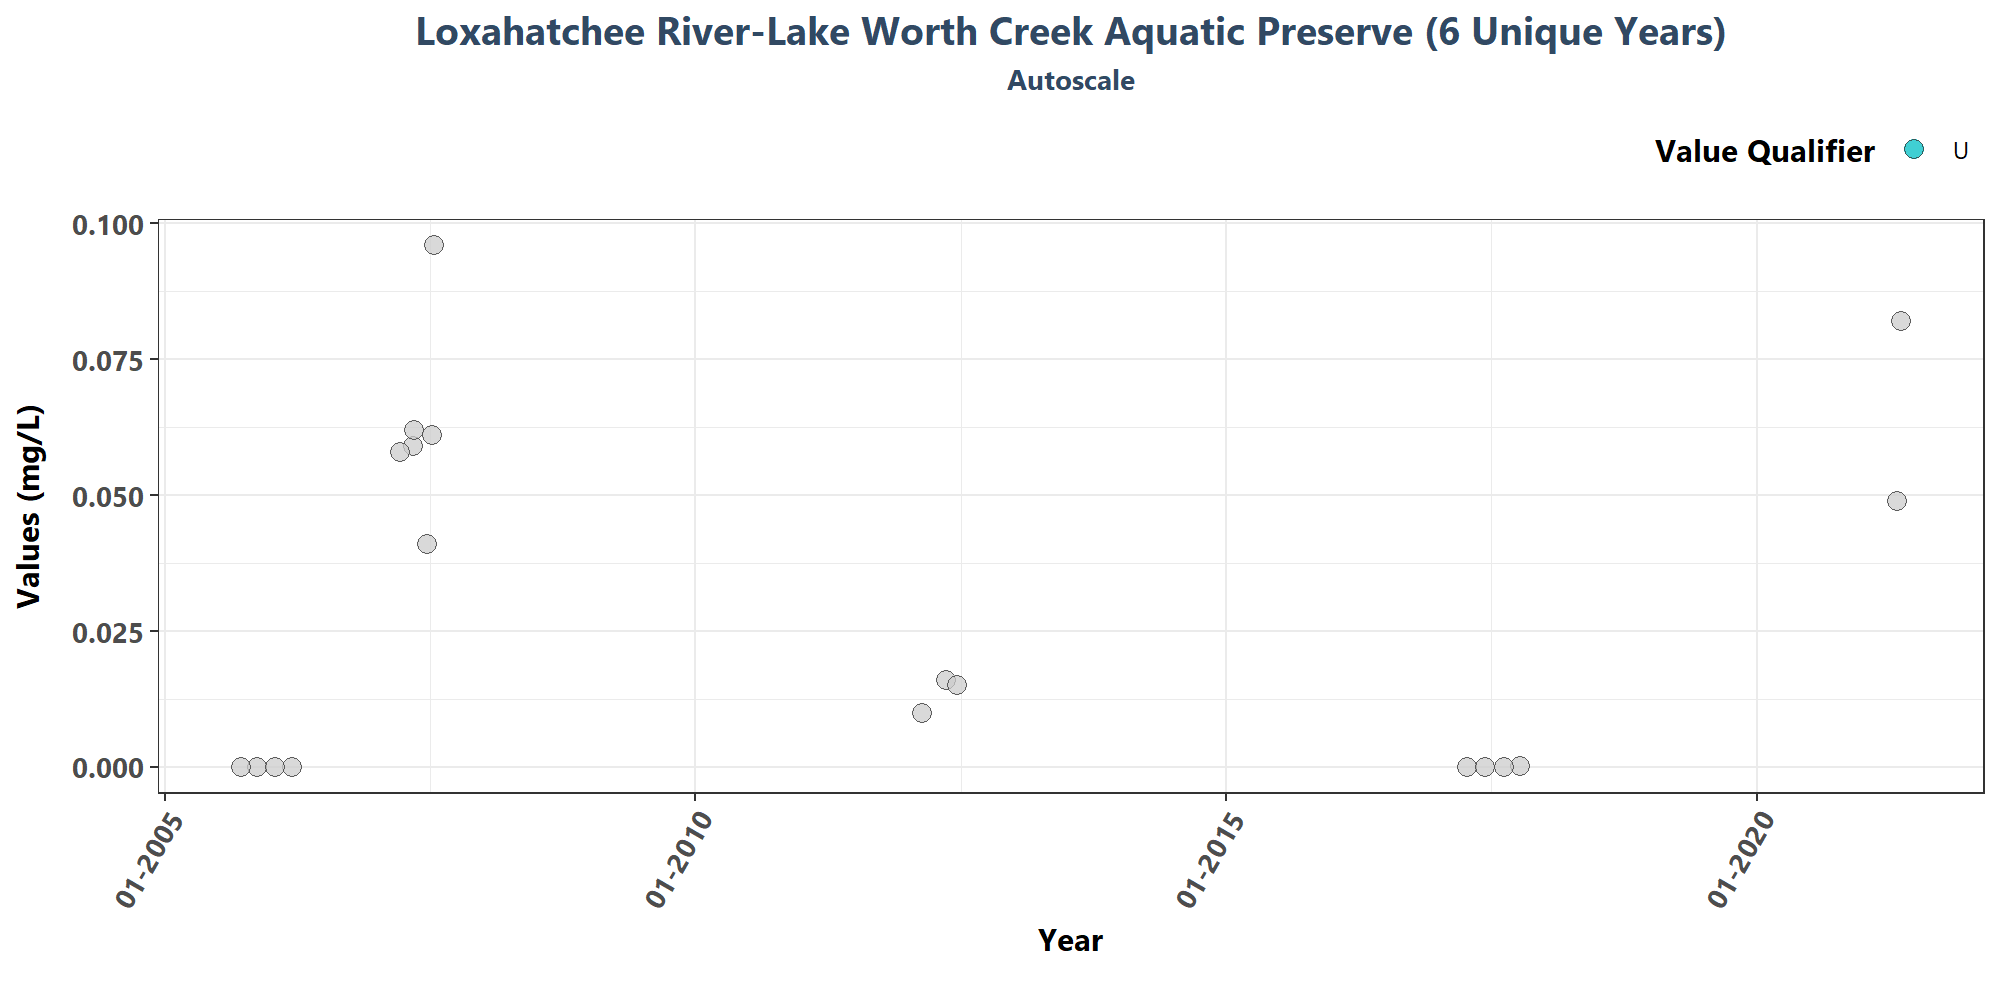 Loxahatchee River-Lake Worth Creek Aquatic Preserve (6 Unique Years)
Autoscale
Value Qualifier U
0.100
0.075
0.050
0.025
0.000
Values (mg/L)
01-2005
01-2010
01-2015
01-2020
Year